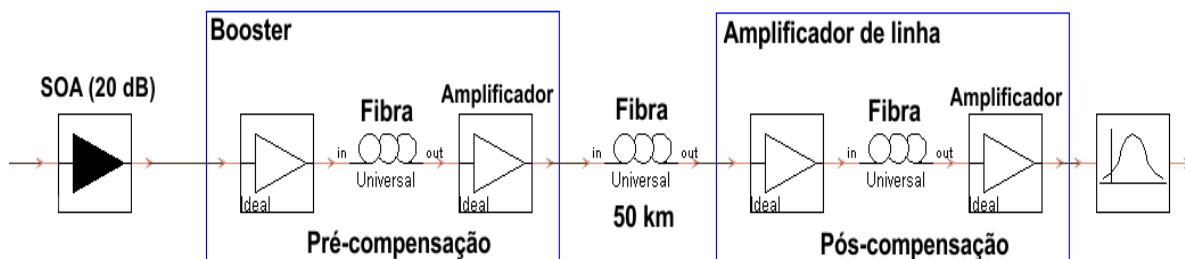 Booster
Amplificador de linha
SOA (20 dB)
Fibra
Amplificador
Fibra
Fibra
Amplificador
in
out
in
out
in
out
Ideal
Universal
Ideal
Universal
Ideal
Universal
Ideal
50 km
Pré-compensação
Pós-compensação